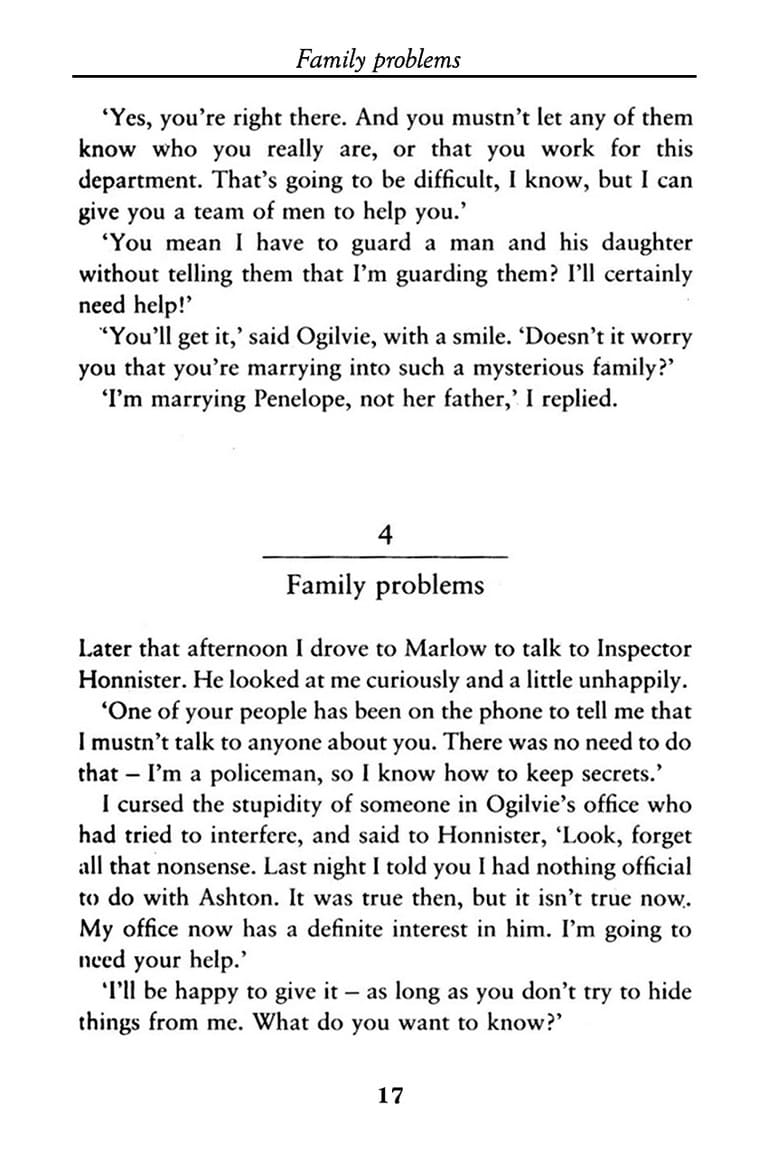 Family problems
‘Yes, you’re right there. And you mustn’t let any of them
know who you really are, or that you work for this
department. That’s going to be difficult, I know, but I can
give you a team of men to help you.’
‘You mean I have to guard a man and his daughter
without telling them that I’m guarding them? I’ll certainly
need help!’
‘You’ll get it,’ said Ogilvie, with a smile. ‘Doesn’t it worry
you that you’re marrying into such a mysterious family?’
‘I’m marrying Penelope, not her father,’ I replied.
4
Family problems
Later that afternoon I drove to Marlow to talk to Inspector
Honnister. He looked at me curiously and a little unhappily.
‘One of your people has been on the phone to tell me that
I mustn’t talk to anyone about you. There was no need to do
that – I’m a policeman, so I know how to keep secrets.’
I cursed the stupidity of someone in Ogilvie’s office who
had tried to interfere, and said to Honnister, ‘Look, forget
all that nonsense. Last night I told you I had nothing official
to do with Ashton. It was true then, but it isn’t true now.
My office now has a definite interest in him. I’m going to
need your help.’
‘I’ll be happy to give it – as long as you don’t try to hide
things from me. What do you want to know?’
17